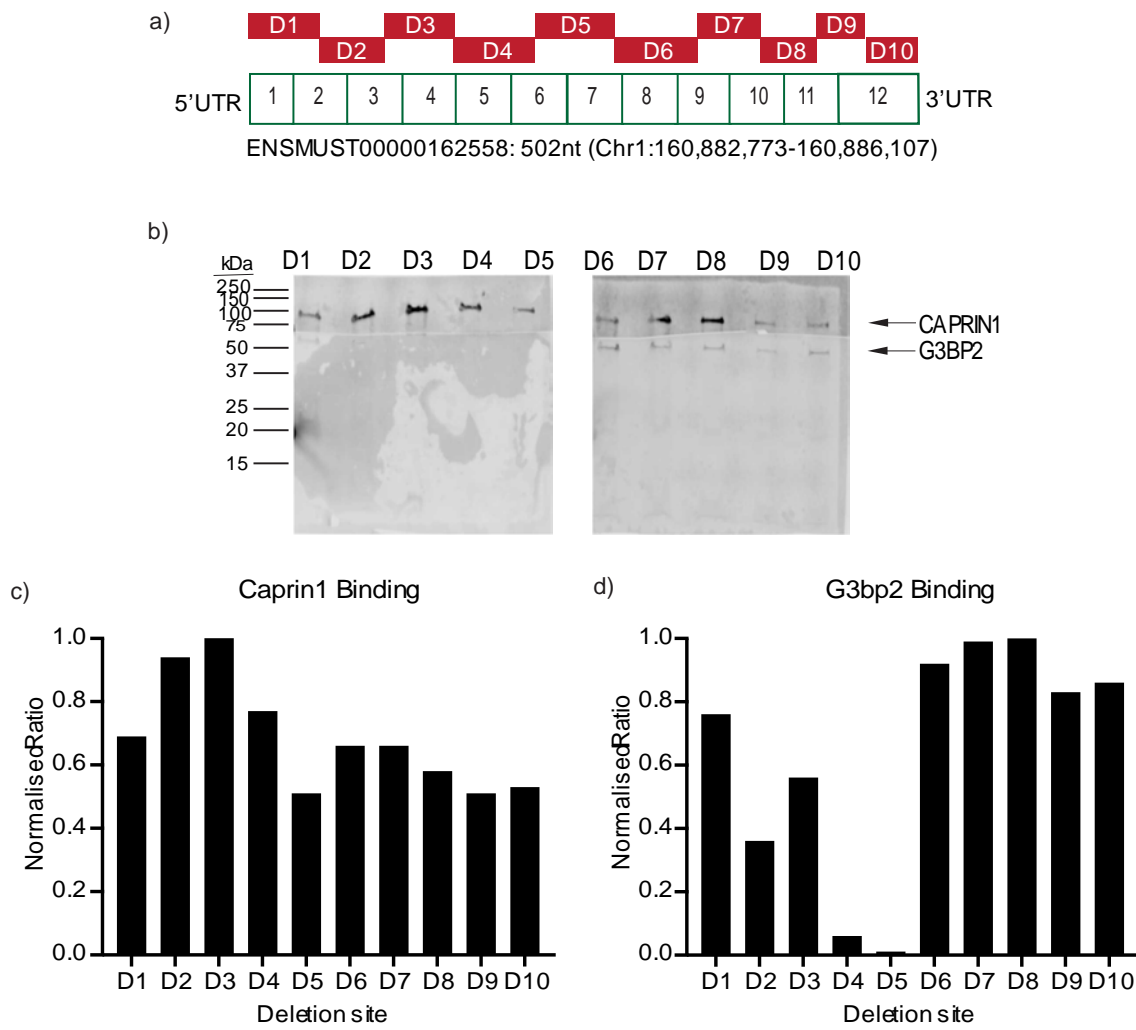 a)
D1 D3 D5 D7 D9
D2 D4 D6 D8 D10
5'UTR 1 2 3 4 5 6 7 8 9 10 11 12 3'UTR
ENSMUST00000162558: 502nt (Chr1:160,882,773-160,886,107)
b)
kDa D1 D2 D3 D4 D5 D6 D7 D8 D9 D10
250
150
100
75
50
37
25
20
15
CAPRIN1
G3BP2
c) Caprin1 Binding
NormalisedRatio
1.0
0.8
0.6
0.4
0.2
0.0
D1 D2 D3 D4 D5 D6 D7 D8 D9 D10
Deletion site
d) G3bp2 Binding
NormalisedRatio
1.0
0.8
0.6
0.4
0.2
0.0
D1 D2 D3 D4 D5 D6 D7 D8 D9 D10
Deletion site